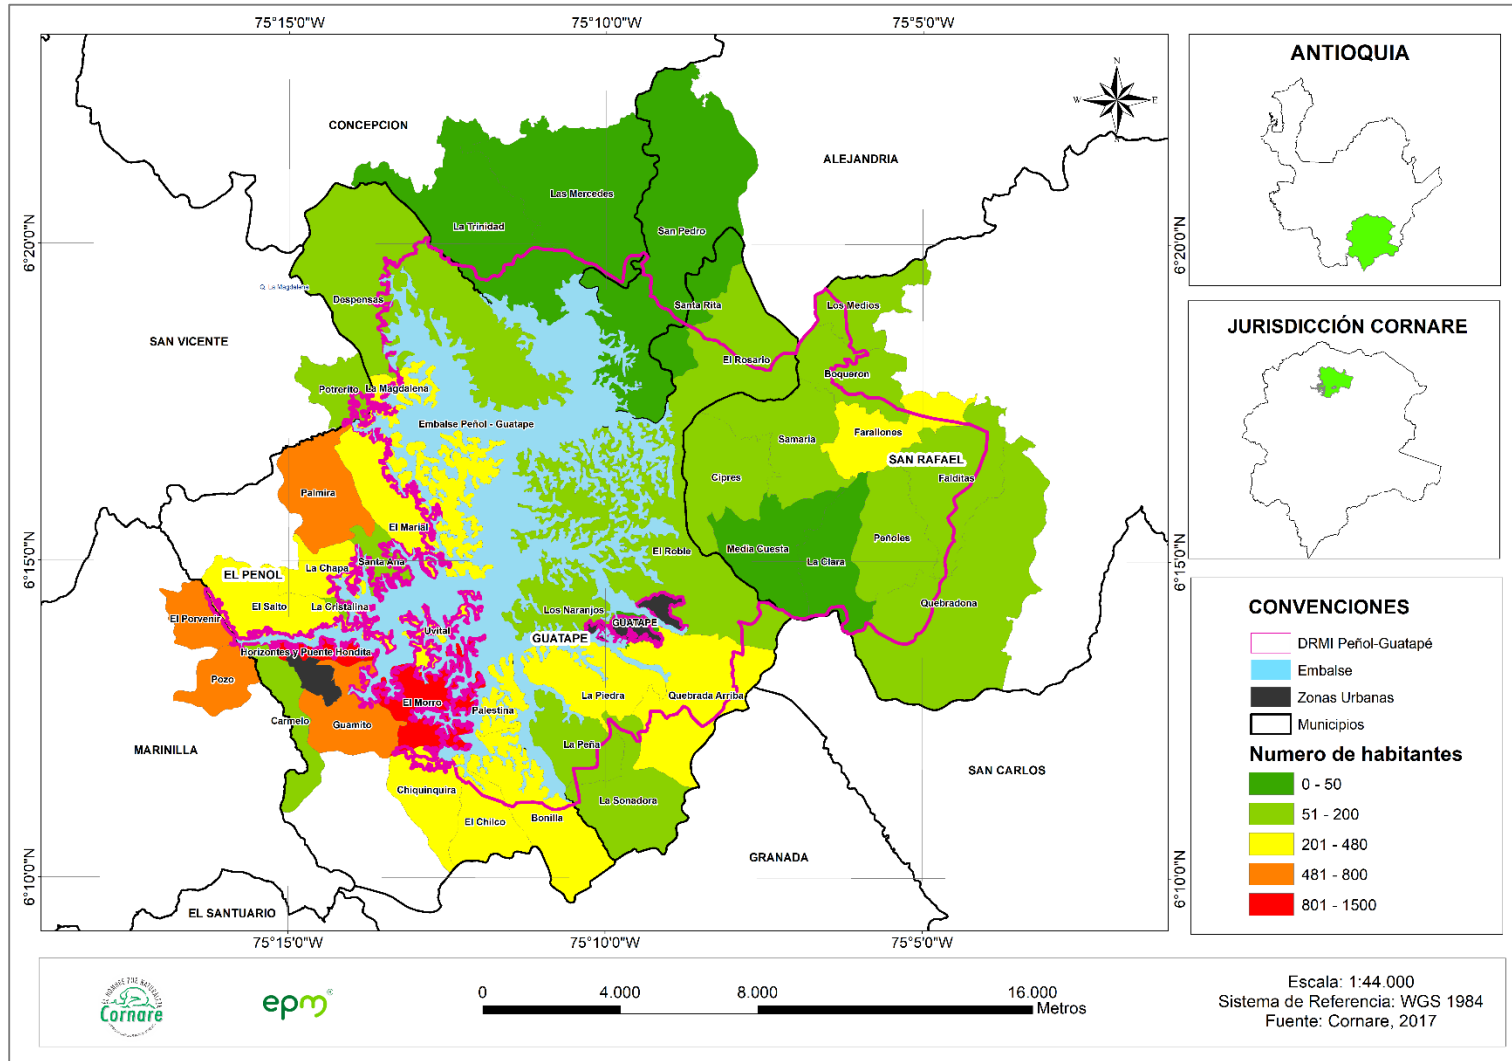 75°15'0"W
75°10'0"W
75°5'0"W
6°20'0"N
6°15'0"N
6°10'0"N
CONCEPCION
ALEJANDRIA
N
W
E
Las Mercedes
La Trinidad
San Pedro
Q. La Magdalena
Despensas
Santa Rita
Los Medios
SAN VICENTE
El Rosario
Boqueron
Potrerito
La Magdalena
Embalse Peñol - Guatape
Samaria
Farallones
SAN RAFAEL
Cipres
Falditas
Palmira
El Marial
Peñoles
El Roble
Media Cuesta
La Clara
Santa Ana
La Chapa
EL PEÑOL
El Salto
La Cristalina
Los Naranjos
Quebradona
El Porvenir
Uvital
GUATAPE
GUATAPE
Horizontes y Puente Hondita
Pozo
La Piedra
Quebrada Arriba
El Morro
Palestina
Carmelo
Guamito
MARINILLA
La Peña
SAN CARLOS
Chiquinquira
La Sonadora
Bonilla
El Chilco
GRANADA
EL SANTUARIO
75°15'0"W
75°10'0"W
75°5'0"W
6°20'0"N
6°15'0"N
6°10'0"N
ANTIOQUIA
JURISDICCIÓN CORNARE
CONVENCIONES
DRMI Peñol-Guatapé
Embalse
Zonas Urbanas
Municipios
Numero de habitantes
0 - 50
51 - 200
201 - 480
481 - 800
801 - 1500
Cornare
epm®
0
4.000
8.000
16.000
Metros
Escala: 1:44.000
Sistema de Referencia: WGS 1984
Fuente: Cornare, 2017